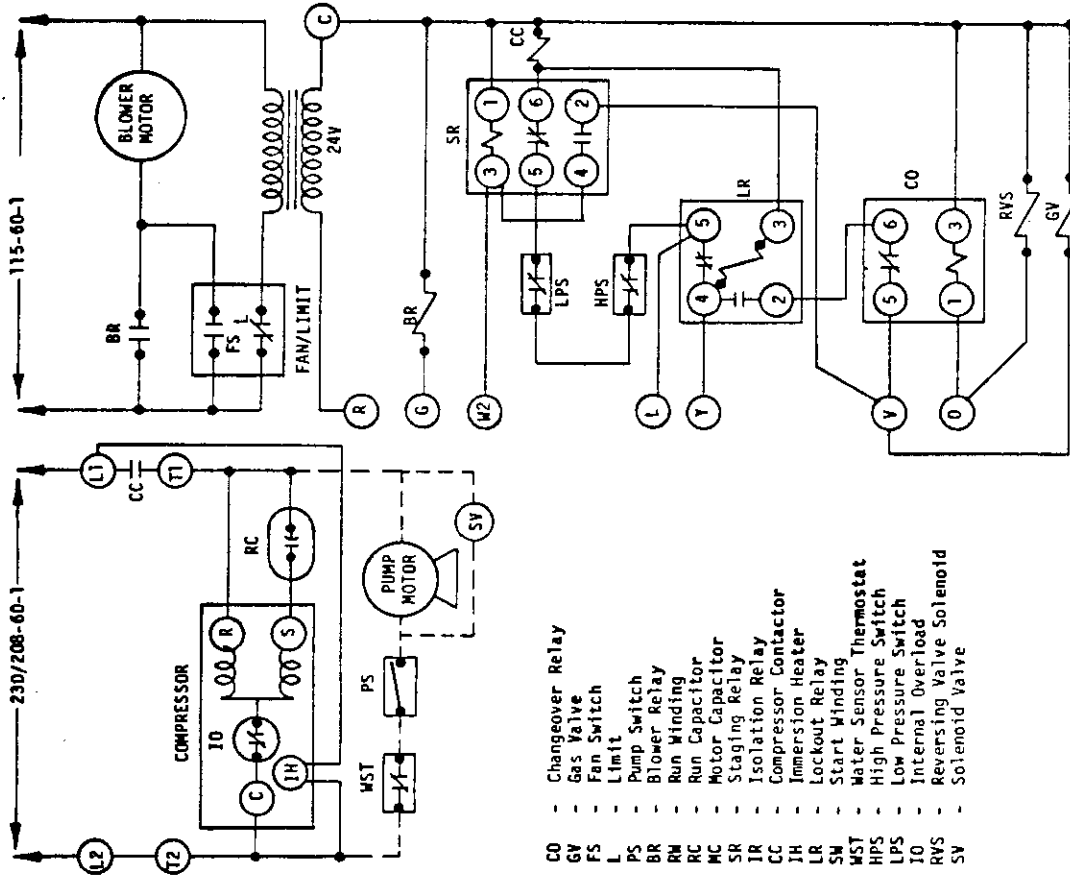 230/208-60-1
L2
L1
CC
T2
T1
COMPRESSOR
IO
R
RC
C
S
IH
WST
PS
PUMP MOTOR
SV
CO - Changeover Relay
GV - Gas Valve
FS - Fan Switch
L - Limit
PS - Pump Switch
BR - Blower Relay
RW - Run Winding
RC - Run Capacitor
MC - Motor Capacitor
SR - Staging Relay
IR - Isolation Relay
CC - Compressor Contactor
IH - Immersion Heater
LR - Lockout Relay
SW - Start Winding
WST - Water Sensor Thermostat
HPS - High Pressure Switch
LPS - Low Pressure Switch
IO - Internal Overload
RVS - Reversing Valve Solenoid
SV - Solenoid Valve
115-60-1
BLOWER MOTOR
BR
FS
L
FAN/LIMIT
24V
R
C
G
BR
W2
SR
3
1
5
6
4
2
CC
LPS
HPS
L
Y
LR
5
4
3
2
V
O
CO
5
6
1
3
RVS
GV